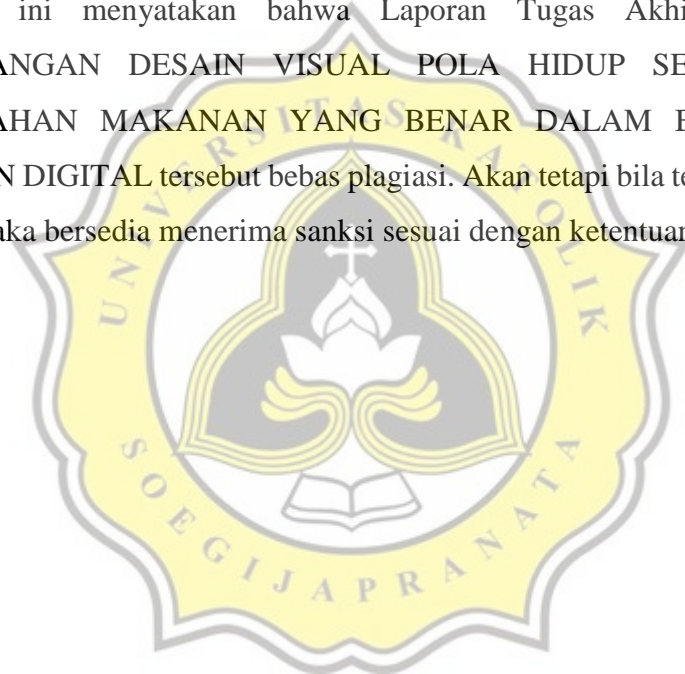 ini menyatakan bahwa Laporan Tugas Akhi
ANGAN DESAIN VISUAL POLA HIDUP SE
AHAN MAKANAN YANG BENAR DALAM
N DIGITAL tersebut bebas plagiasi. Akan tetapi bila te
aka bersedia menerima sanksi sesuai dengan ketentuan
UNIVERSITAS KATOLIK
SOEGIJAPRANATA